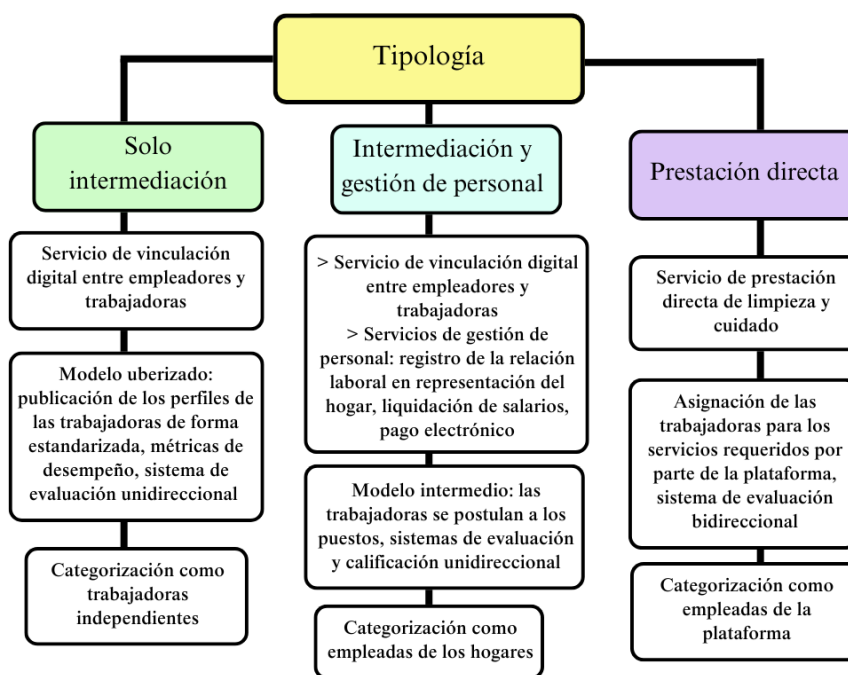 Tipología
Solo
intermediación
Servicio de vinculación
digital entre empleadores y
trabajadoras
Modelo uberizado:
publicación de los perfiles de
las trabajadoras de forma
estandarizada, métricas de
desempeño, sistema de
evaluación unidireccional
Categorización como
trabajadoras
independientes
Intermediación y
gestión de personal
> Servicio de vinculación digital
entre empleadores y
trabajadoras
> Servicios de gestión de
personal: registro de la relación
laboral en representación del
hogar, liquidación de salarios,
pago electrónico
Modelo intermedio: las
trabajadoras se postulan a los
puestos, sistemas de evaluación
y calificación unidireccional
Categorización como
empleadas de los hogares
Prestación directa
Servicio de prestación
directa de limpieza y
cuidado
Asignación de las
trabajadoras para los
servicios requeridos por
parte de la plataforma,
sistema de evaluación
bidireccional
Categorización como
empleadas de la
plataforma